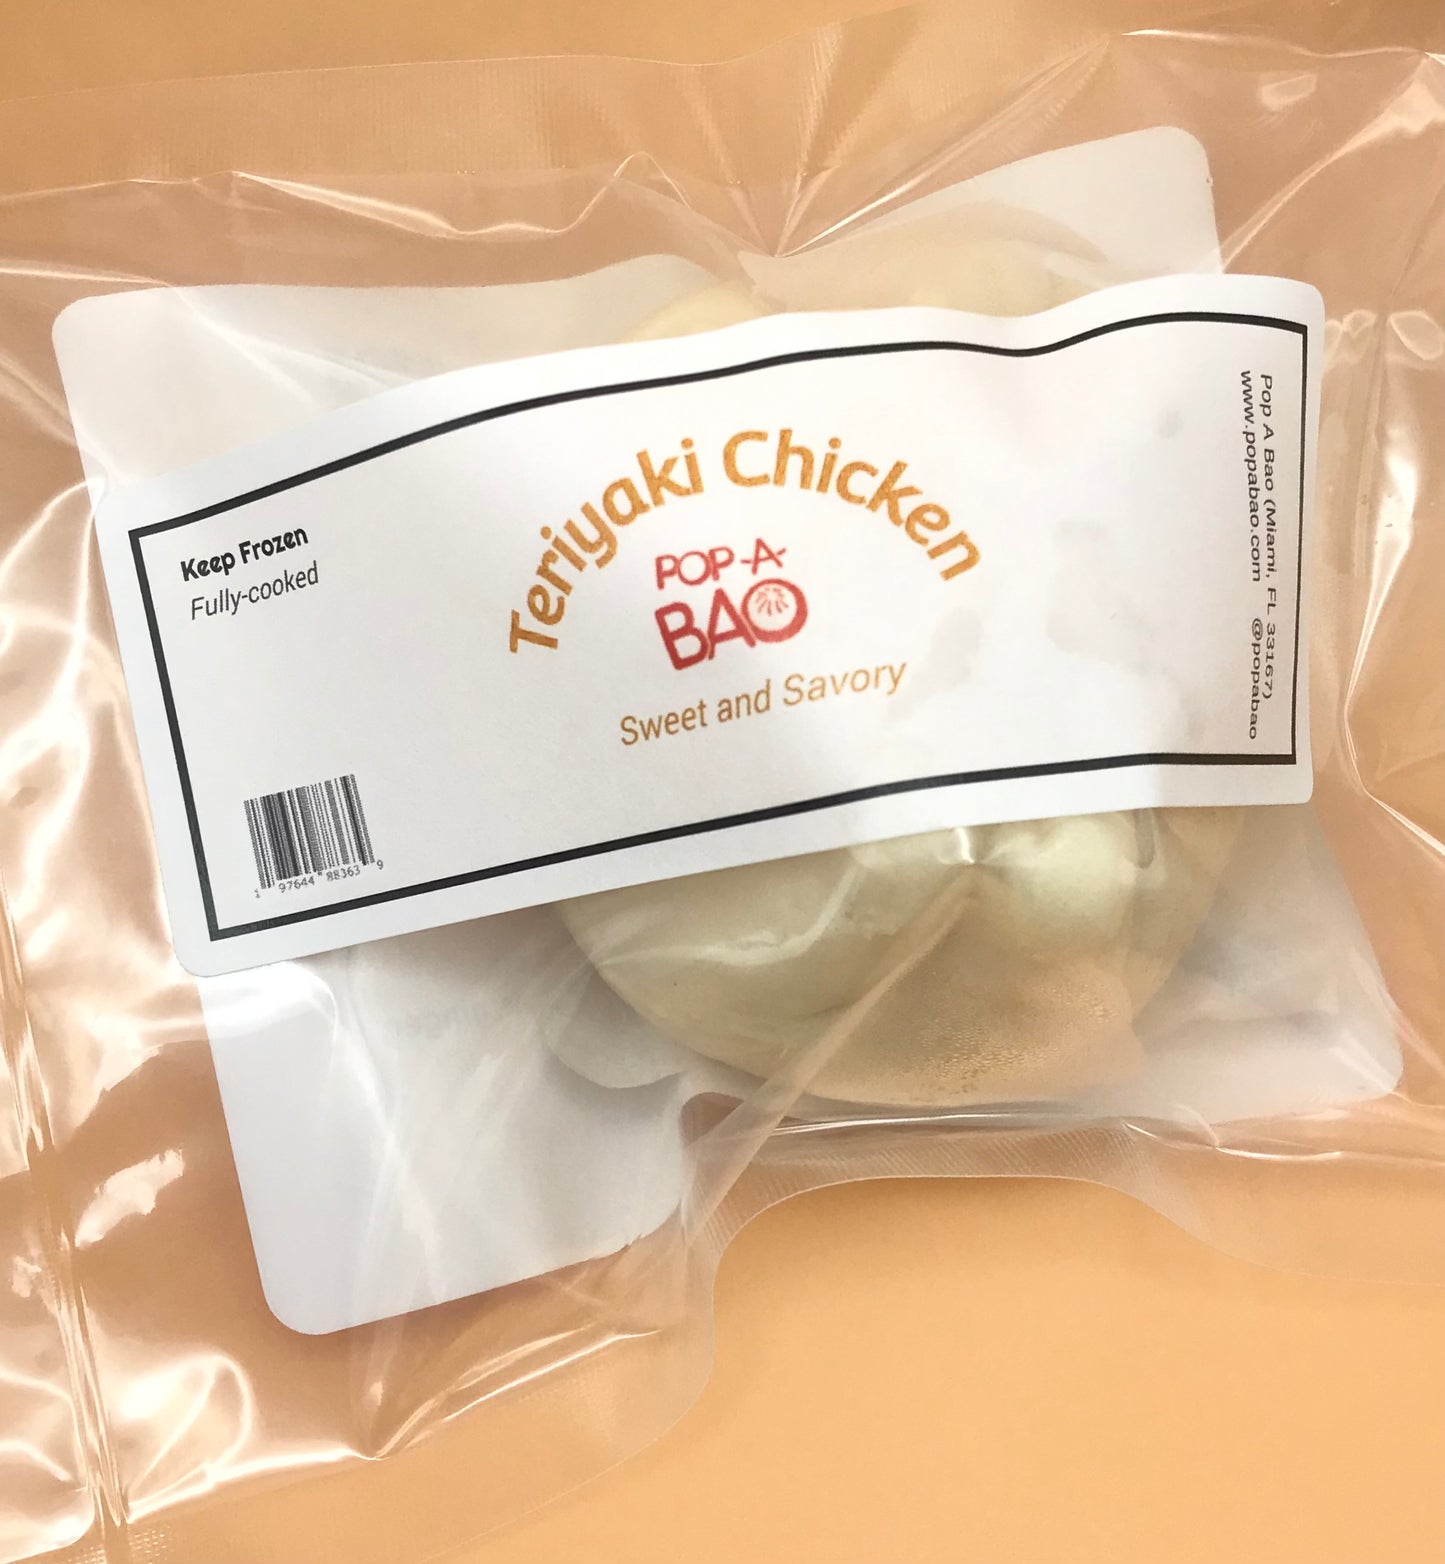 Keep Frozen
Fully-cooked
Teriyaki Chicken
POP-A-
BAO
Sweet and Savory
1 97644 88363 9
Pop A Bao (Miami, FL 33167)
www.popabao.com @popabao